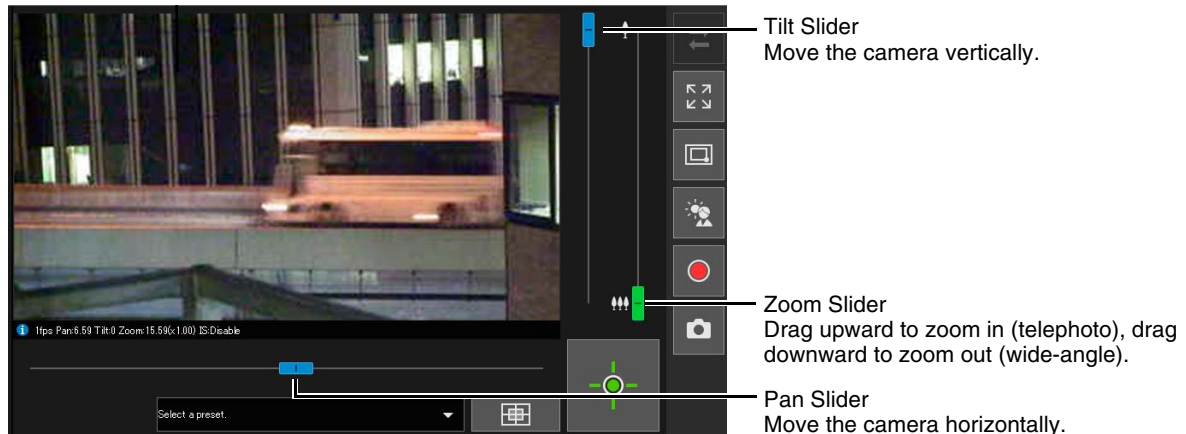 Tilt Slider
Move the camera vertically.
1fps Pan:6.59 Tilt:0 Zoom:15.59(x1.00) IS:Disable
Zoom Slider
Drag upward to zoom in (telephoto), drag
downward to zoom out (wide-angle).
Select a preset.
Pan Slider
Move the camera horizontally.